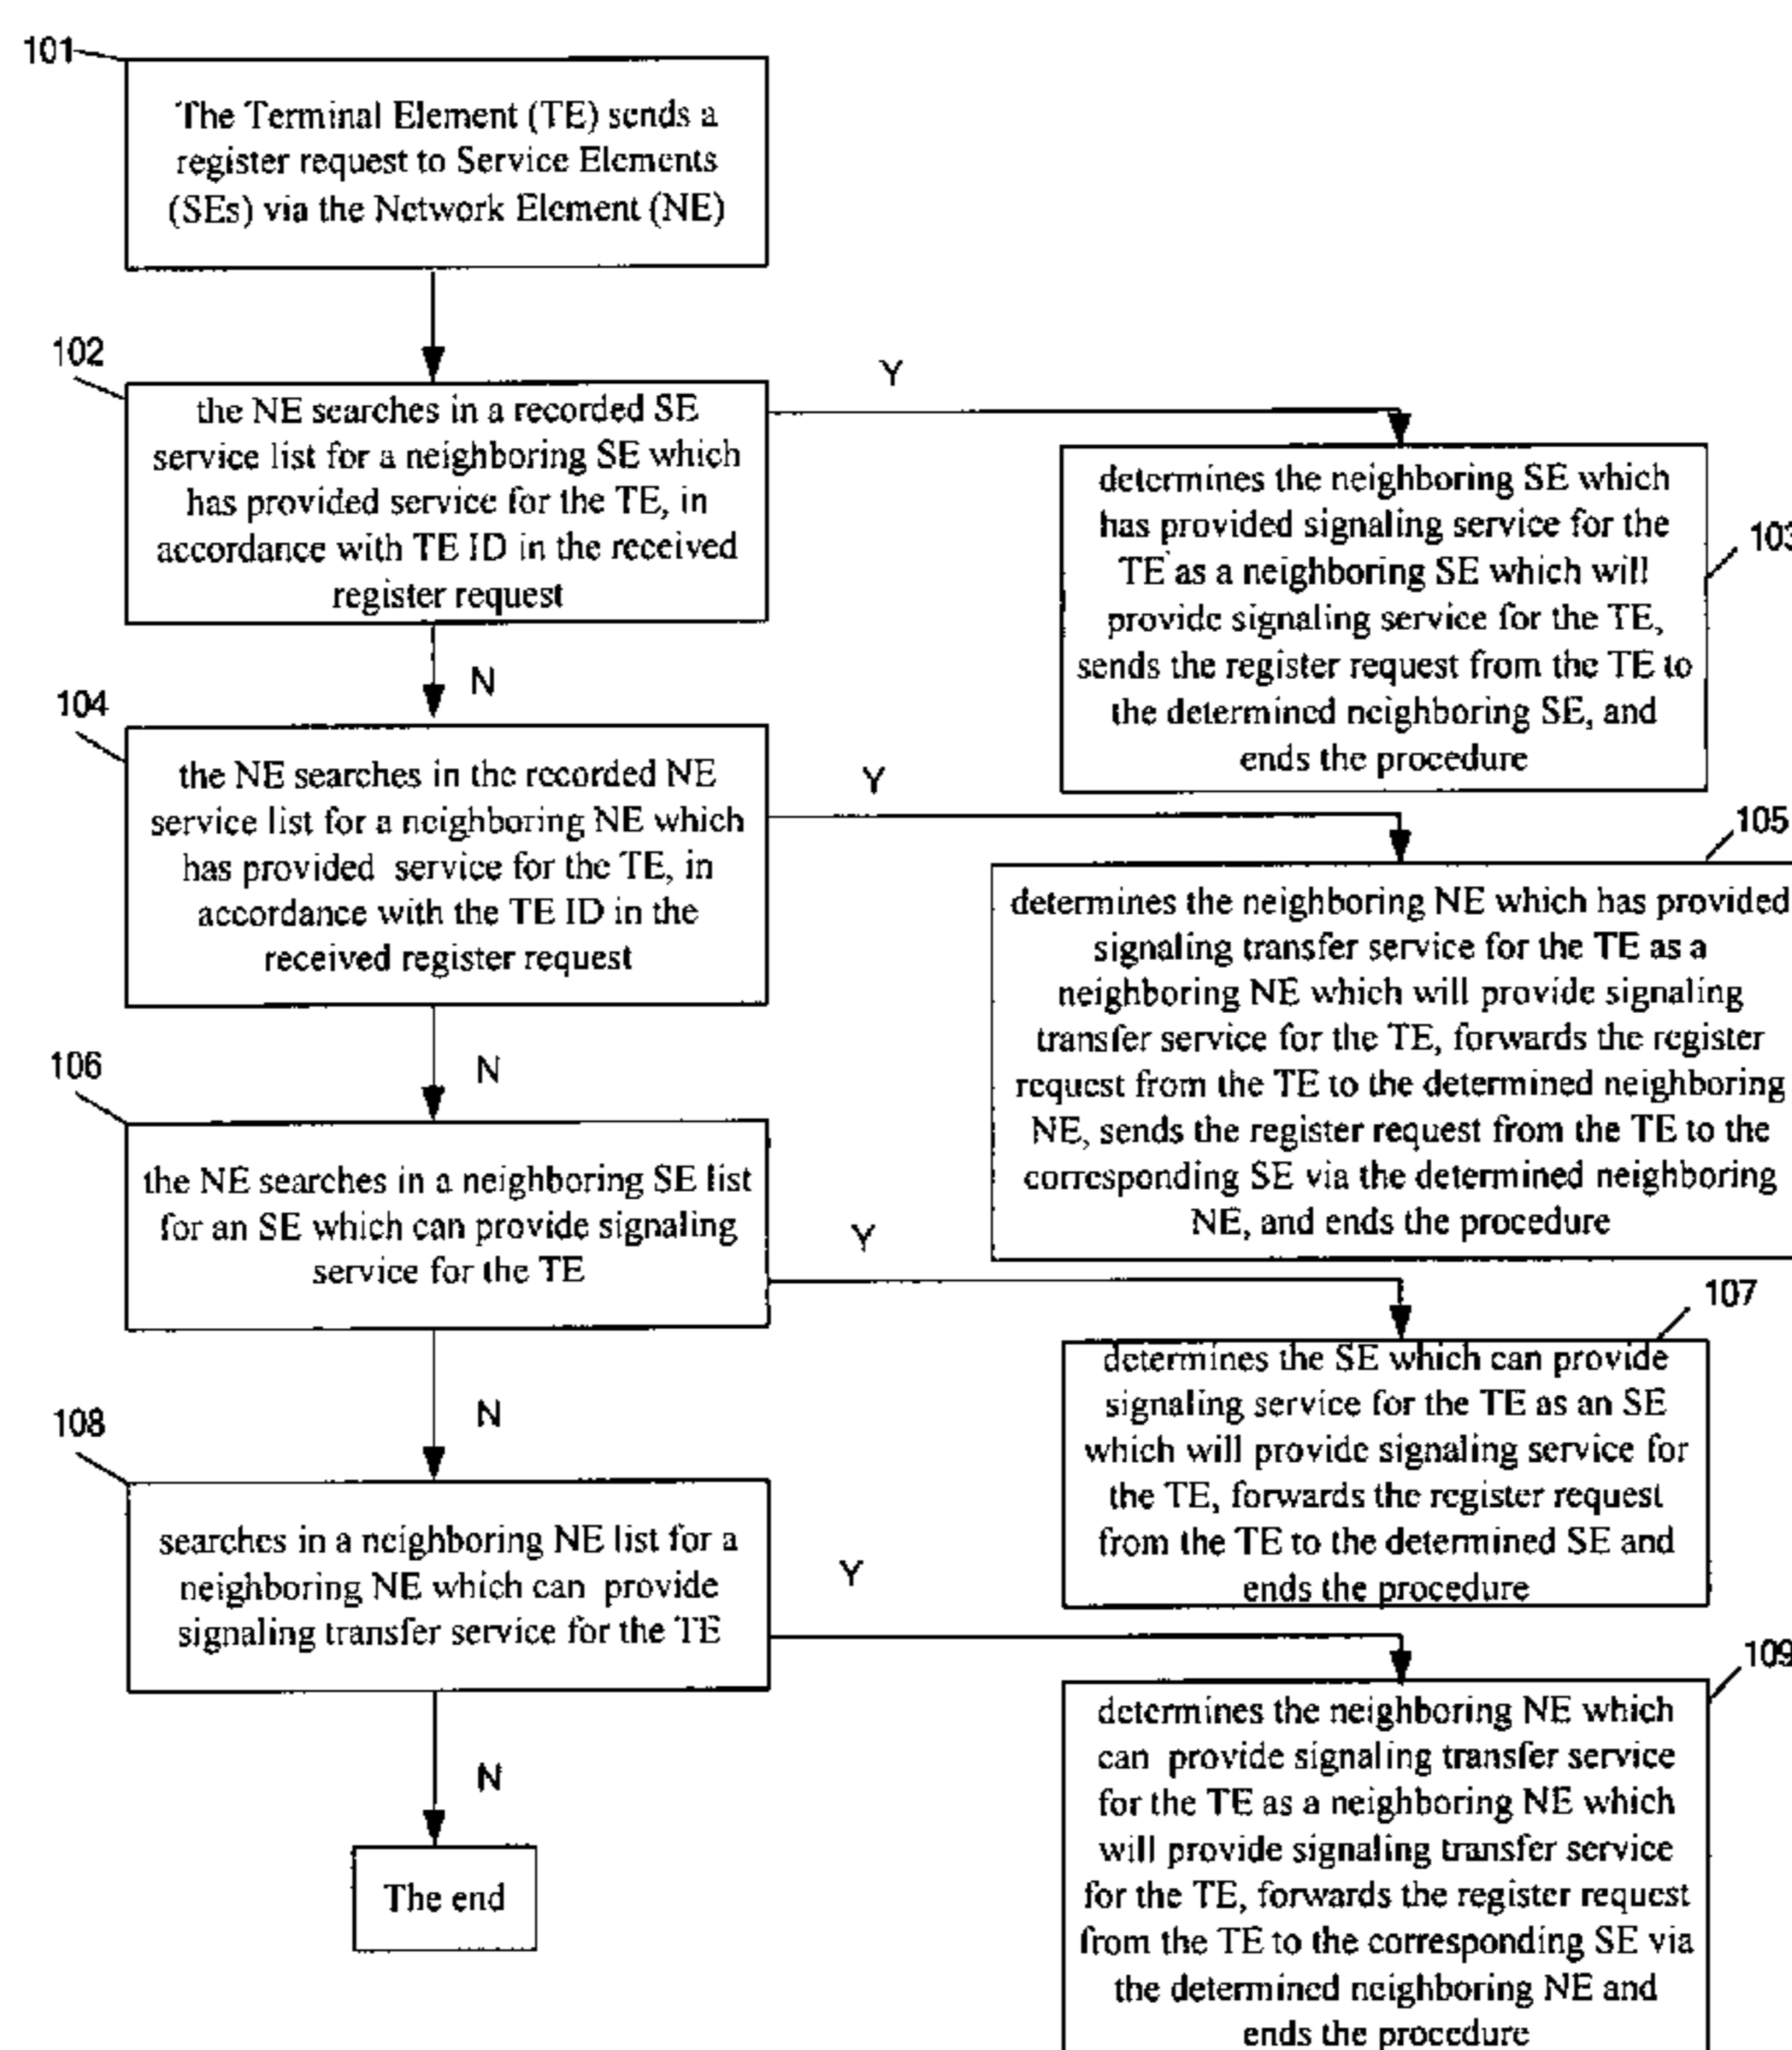 101
The Terminal Element (TE) sends a
register request to Service Elements
(SEs) via the Network Element (NE)
102
the NE searches in a recorded SE
service list for a neighboring SE which
has provided service for the TE, in
accordance with TE ID in the received
register request
Y
determines the neighboring SE which
has provided signaling service for the
TE as a neighboring SE which will
provide signaling service for the TE,
sends the register request from the TE to
the determined neighboring SE, and
ends the procedure
103
N
104
the NE searches in the recorded NE
service list for a neighboring NE which
has provided service for the TE, in
accordance with the TE ID in the
received register request
Y
105
determines the neighboring NE which has provided
signaling transfer service for the TE as a
neighboring NE which will provide signaling
transfer service for the TE, forwards the register
request from the TE to the determined neighboring
NE, sends the register request from the TE to the
corresponding SE via the determined neighboring
NE, and ends the procedure
N
106
the NE searches in a neighboring SE list
for an SE which can provide signaling
service for the TE
Y
107
determines the SE which can provide
signaling service for the TE as an SE
which will provide signaling service for
the TE, forwards the register request
from the TE to the determined SE and
ends the procedure
N
108
searches in a neighboring NE list for a
neighboring NE which can provide
signaling transfer service for the TE
Y
109
determines the neighboring NE which
can provide signaling transfer service
for the TE as a neighboring NE which
will provide signaling transfer service
for the TE, forwards the register request
from the TE to the corresponding SE via
the determined neighboring NE and
ends the procedure
N
The end